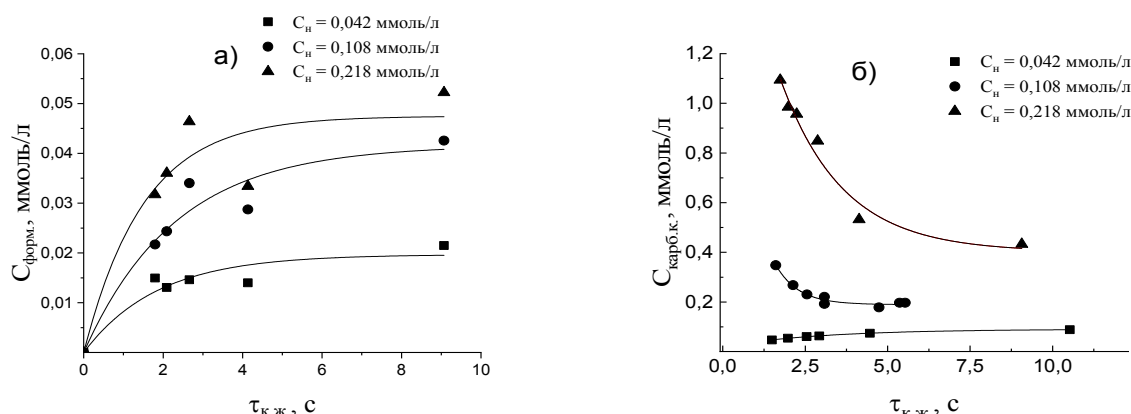 а)
Cн = 0,042 ммоль/л
Cн = 0,108 ммоль/л
Cн = 0,218 ммоль/л
0,06
0,05
0,04
0,03
0,02
0,01
0
2
4
6
8
10
Cформ., ммоль/л
τк.ж., с
б)
Cн = 0,042 ммоль/л
Cн = 0,108 ммоль/л
Cн = 0,218 ммоль/л
1,2
1,0
0,8
0,6
0,4
0,2
0,0
0,0
2,5
5,0
7,5
10,0
Cкарб.к., ммоль/л
τк.ж., с